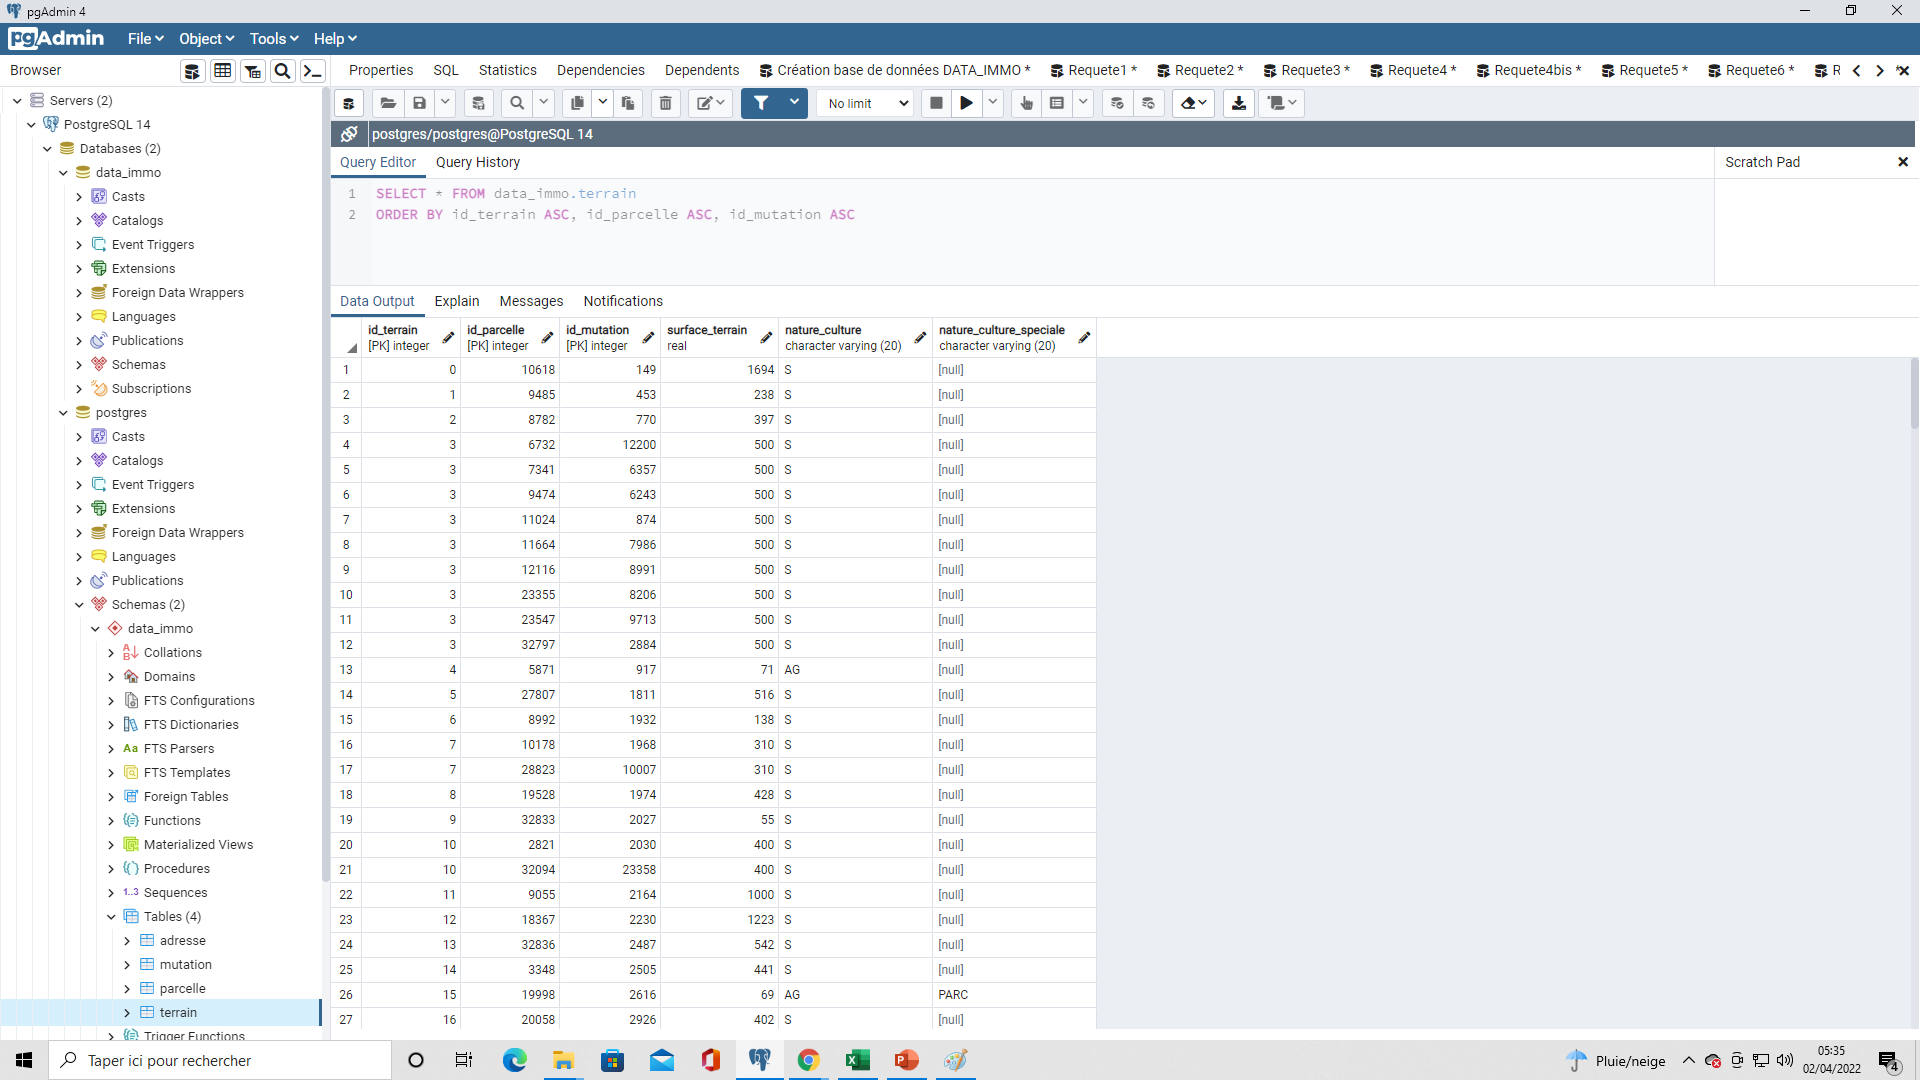 pgAdmin 4
pgAdmin File Object Tools Help
Browser
Properties SQL Statistics Dependencies Dependents Création base de données DATA_IMMO * Requete1 * Requete2 * Requete3 * Requete4 * Requete4bis * Requete5 * Requete6 * R
No limit
postgres/postgres@PostgreSQL 14
Query Editor Query History
Scratch Pad
1 SELECT * FROM data_immo.terrain
2 ORDER BY id_terrain ASC, id_parcelle ASC, id_mutation ASC
Servers (2)
PostgreSQL 14
Databases (2)
data_immo
Casts
Catalogs
Event Triggers
Extensions
Foreign Data Wrappers
Languages
Publications
Schemas
Subscriptions
postgres
Casts
Catalogs
Event Triggers
Extensions
Foreign Data Wrappers
Languages
Publications
Schemas (2)
data_immo
Collations
Domains
FTS Configurations
FTS Dictionaries
Aa FTS Parsers
FTS Templates
Foreign Tables
Functions
Materialized Views
Procedures
1..3 Sequences
Tables (4)
adresse
mutation
parcelle
terrain
Trigger Functions
Data Output Explain Messages Notifications
id_terrain id_parcelle id_mutation surface_terrain nature_culture nature_culture_speciale
[PK] integer [PK] integer [PK] integer real character varying (20) character varying (20)
1 0 10618 149 1694 S [null]
2 1 9485 453 238 S [null]
3 2 8782 770 397 S [null]
4 3 6732 12200 500 S [null]
5 3 7341 6357 500 S [null]
6 3 9474 6243 500 S [null]
7 3 11024 874 500 S [null]
8 3 11664 7986 500 S [null]
9 3 12116 8991 500 S [null]
10 3 23355 8206 500 S [null]
11 3 23547 9713 500 S [null]
12 3 32797 2884 500 S [null]
13 4 5871 917 71 AG [null]
14 5 27807 1811 516 S [null]
15 6 8992 1932 138 S [null]
16 7 10178 1968 310 S [null]
17 7 28823 10007 310 S [null]
18 8 19528 1974 428 S [null]
19 9 32833 2027 55 S [null]
20 10 2821 2030 400 S [null]
21 10 32094 23358 400 S [null]
22 11 9055 2164 1000 S [null]
23 12 18367 2230 1223 S [null]
24 13 32836 2487 542 S [null]
25 14 3348 2505 441 S [null]
26 15 19998 2616 69 AG PARC
27 16 20058 2926 402 S [null]
Taper ici pour rechercher
Pluie/neige
05:35
02/04/2022
4